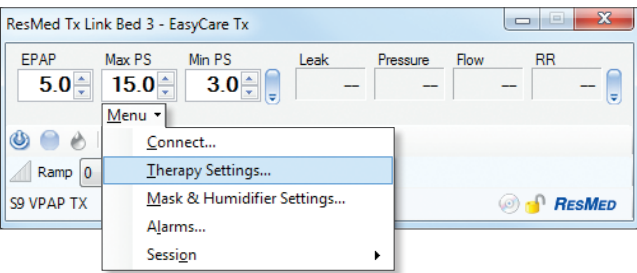 ResMed Tx Link Bed 3 - EasyCare Tx
EPAP Max PS Min PS Leak Pressure Flow RR
5.0 15.0 3.0 -- -- -- --
Menu
Connect...
Therapy Settings...
Ramp 0
Mask & Humidifier Settings...
S9 VPAP TX
RESMED
Alarms...
Session